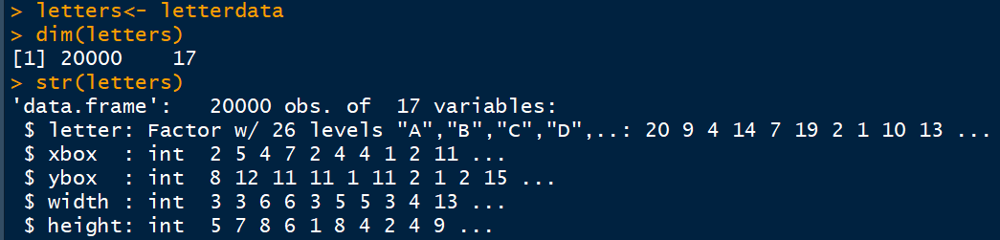 > letters<- letterdata
> dim(letters)
[1] 20000    17
> str(letters)
'data.frame':   20000 obs. of  17 variables:
 $ letter: Factor w/ 26 levels "A","B","C","D",..: 20 9 4 14 7 19 2 1 10 13 ...
 $ xbox  : int  2 5 4 7 2 4 4 1 2 11 ...
 $ ybox  : int  8 12 11 11 1 11 2 1 2 15 ...
 $ width : int  3 3 6 6 3 5 5 3 4 13 ...
 $ height: int  5 7 8 6 1 8 4 2 4 9 ...